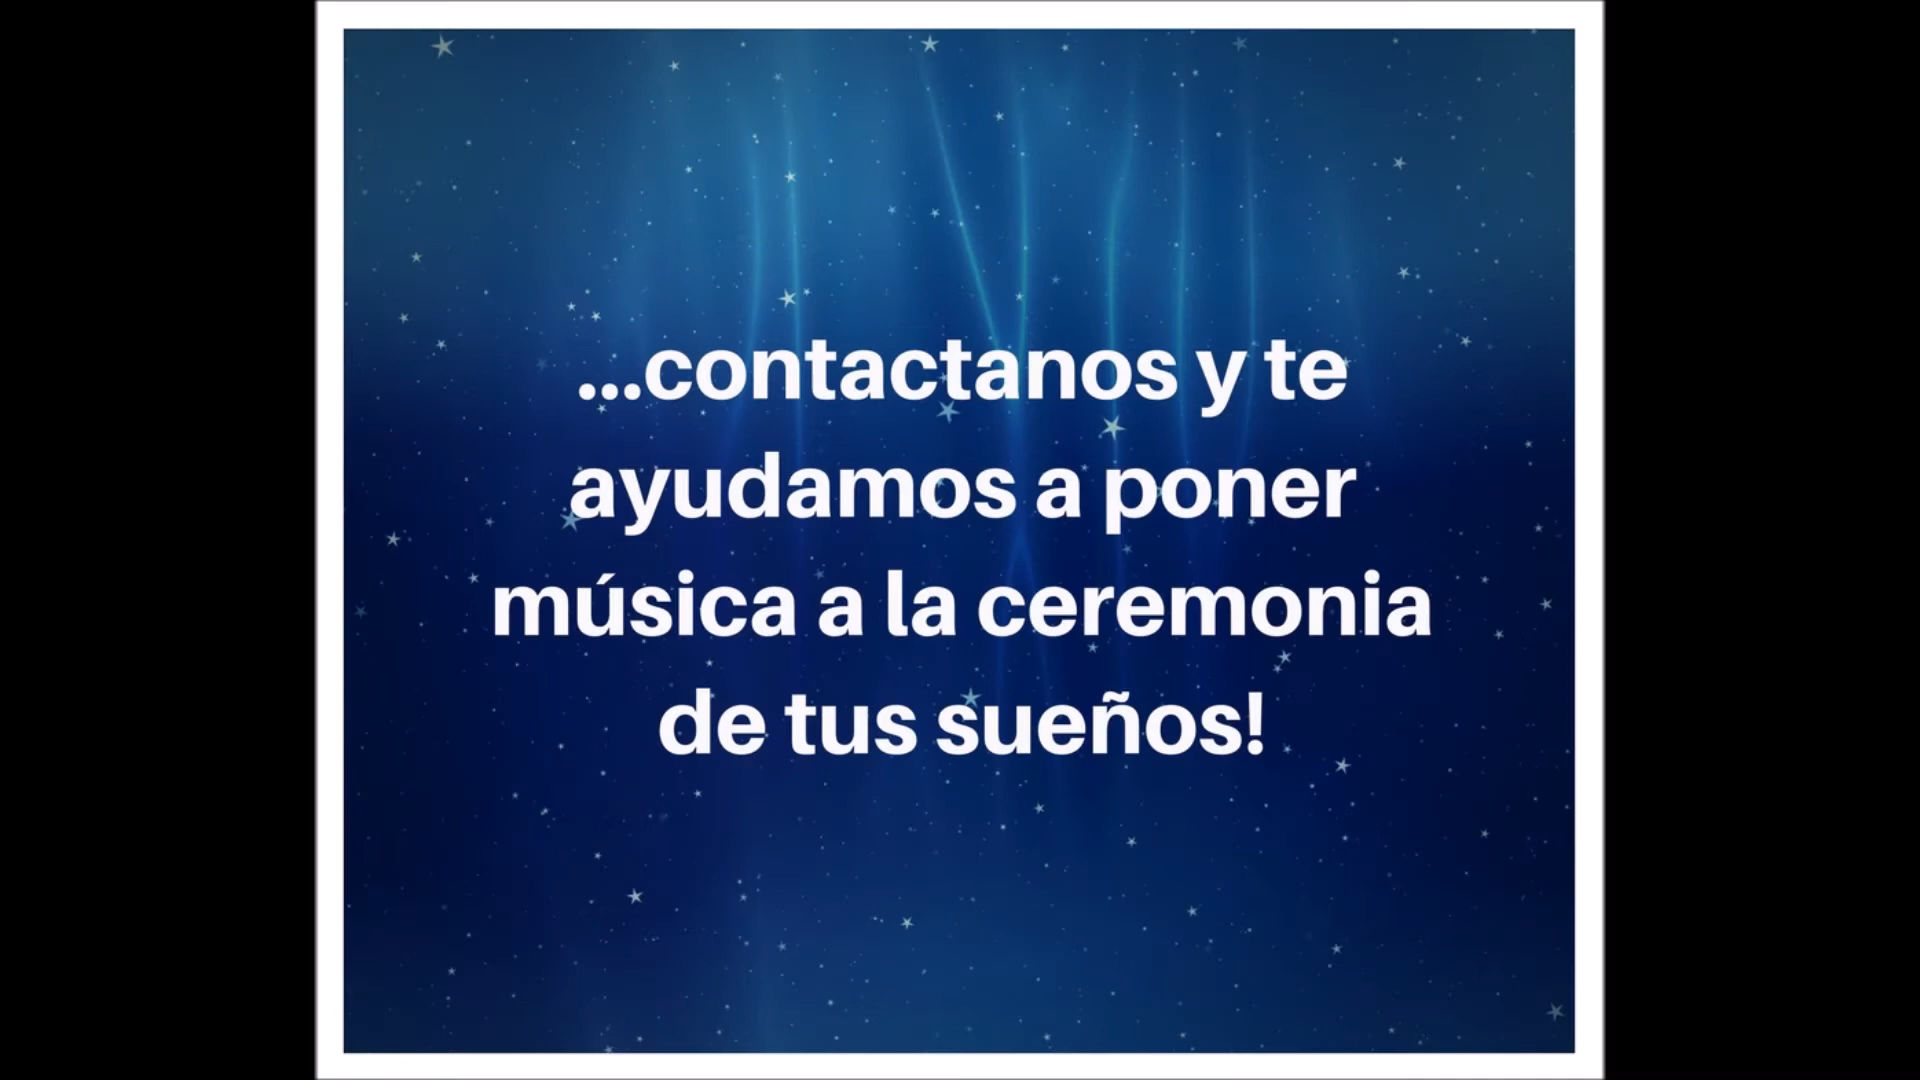 ...contactanos y te
ayudamos a poner
música a la ceremonia
de tus sueños!